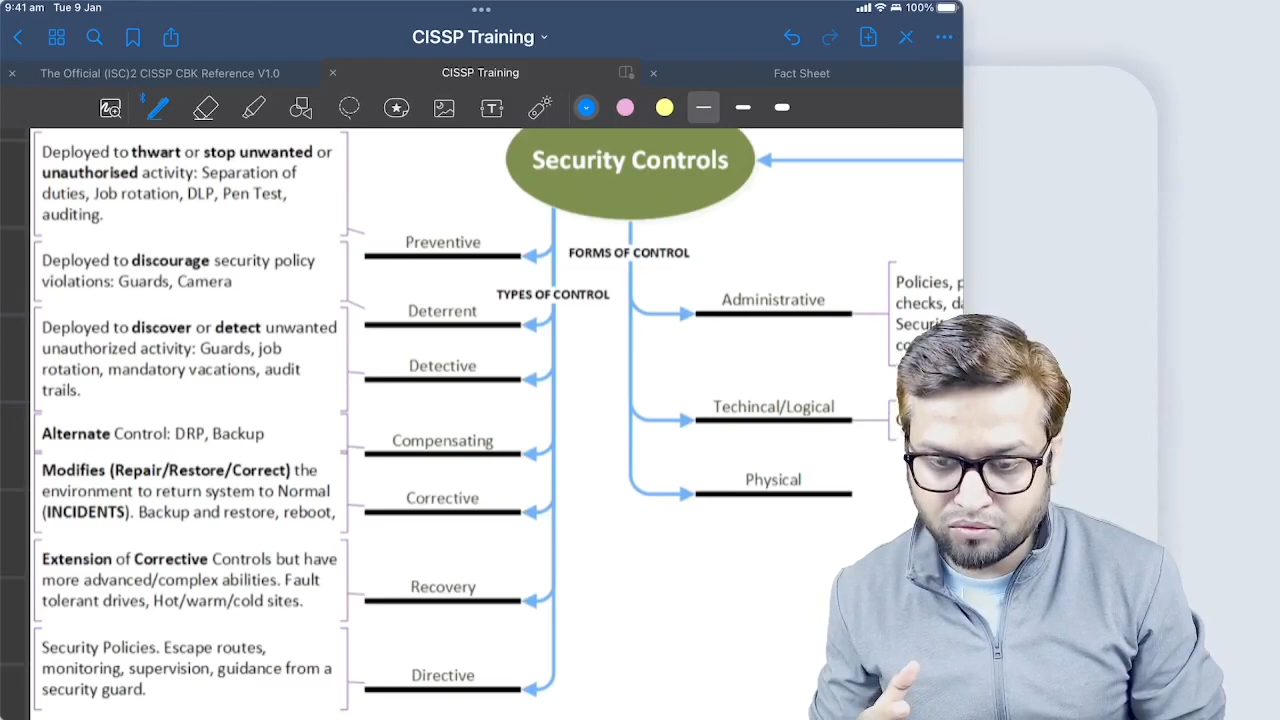 9:41 am Tue 9 Jan
100%
CISSP Training
The Official (ISC)2 CISSP CBK Reference V1.0
CISSP Training
Fact Sheet
Security Controls
FORMS OF CONTROL
TYPES OF CONTROL
Deployed to thwart or stop unwanted or
unauthorised activity: Separation of
duties, Job rotation, DLP, Pen Test,
auditing.
Preventive
Deployed to discourage security policy
violations: Guards, Camera
Deterrent
Deployed to discover or detect unwanted
unauthorized activity: Guards, job
rotation, mandatory vacations, audit
trails.
Detective
Alternate Control: DRP, Backup
Compensating
Modifies (Repair/Restore/Correct) the
environment to return system to Normal
(INCIDENTS). Backup and restore, reboot,
Corrective
Extension of Corrective Controls but have
more advanced/complex abilities. Fault
tolerant drives, Hot/warm/cold sites.
Recovery
Security Policies. Escape routes,
monitoring, supervision, guidance from a
security guard.
Directive
Administrative
Policies,
checks,
Techincal/Logical
Physical